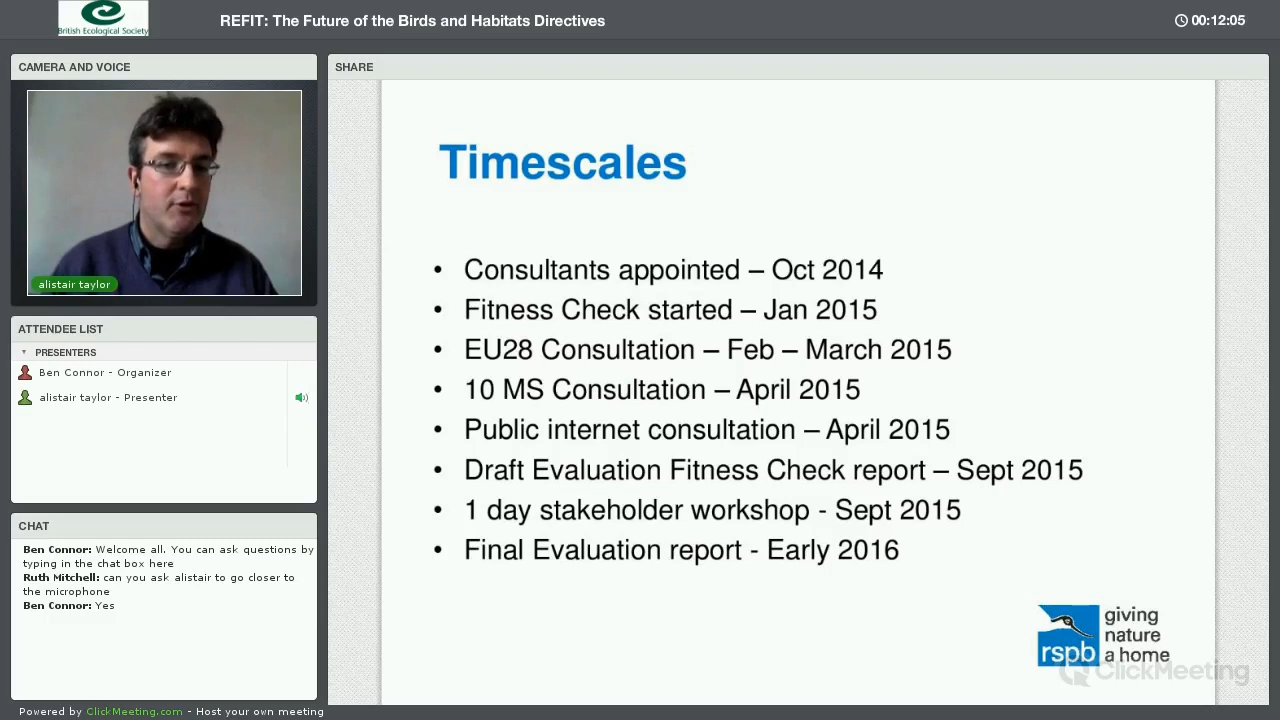 British Ecological Society
REFIT: The Future of the Birds and Habitats Directives
00:12:05
CAMERA AND VOICE
alistair taylor
ATTENDEE LIST
PRESENTERS
Ben Connor - Organizer
alistair taylor - Presenter
CHAT
Ben Connor: Welcome all. You can ask questions by
typing in the chat box here
Ruth Mitchell: can you ask alistair to go closer to
the microphone
Ben Connor: Yes
SHARE
Timescales
• Consultants appointed – Oct 2014
• Fitness Check started – Jan 2015
• EU28 Consultation – Feb – March 2015
• 10 MS Consultation – April 2015
• Public internet consultation – April 2015
• Draft Evaluation Fitness Check report – Sept 2015
• 1 day stakeholder workshop - Sept 2015
• Final Evaluation report - Early 2016
rspb
giving
nature
a home
ClickMeeting
Powered by ClickMeeting.com - Host your own meeting